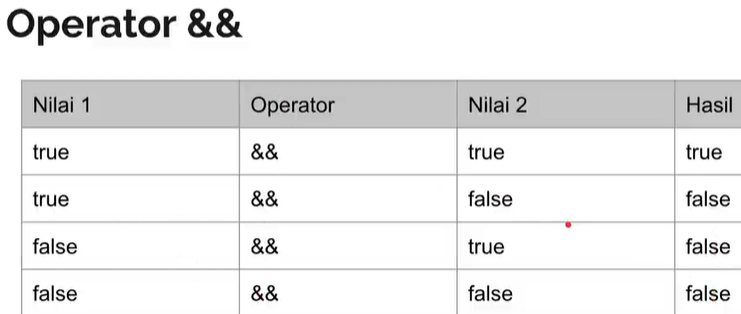 Operator &&
Nilai 1 Operator Nilai 2 Hasil
true && true true
true && false false
false && true false
false && false false